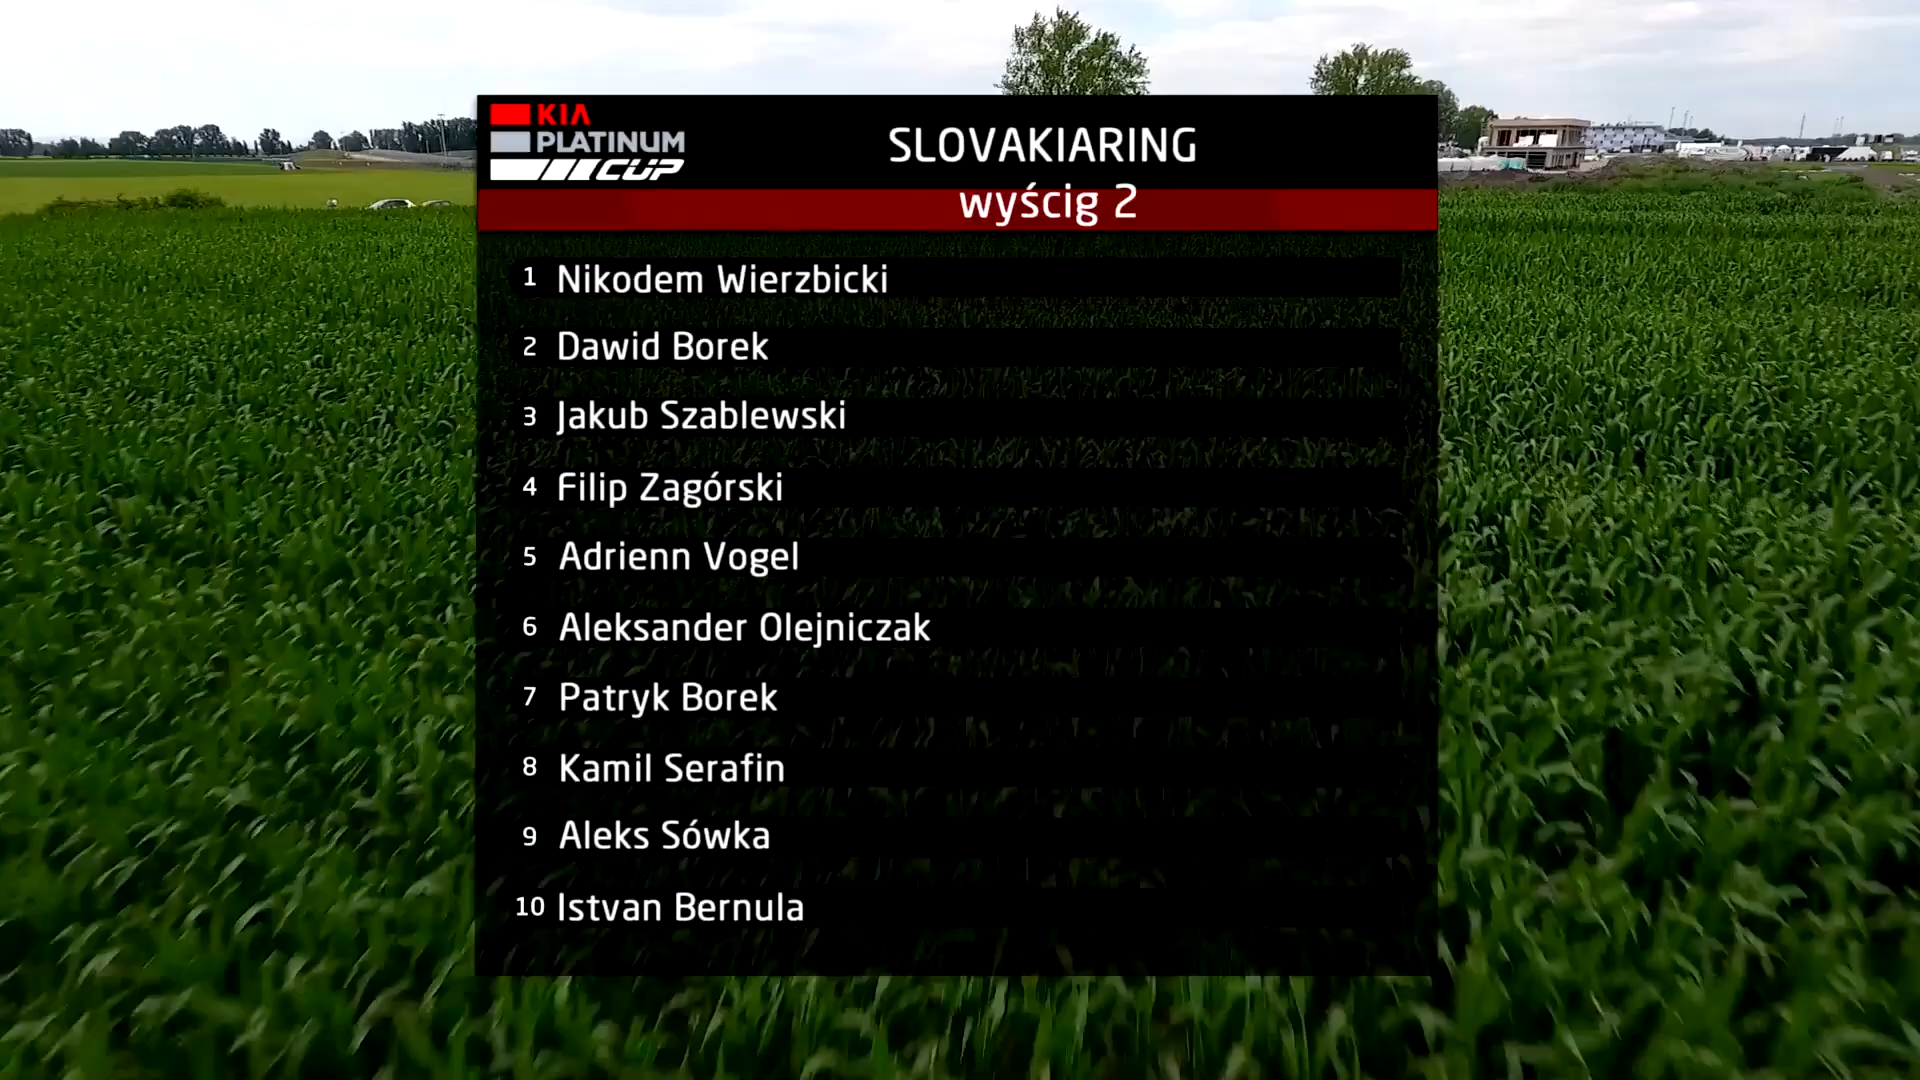 KIA
PLATINUM
CUP
SLOVAKIARING
wyścig 2
1 Nikodem Wierzbicki
2 Dawid Borek
3 Jakub Szablewski
4 Filip Zagórski
5 Adrienn Vogel
6 Aleksander Olejniczak
7 Patryk Borek
8 Kamil Serafin
9 Aleks Sówka
10 Istvan Bernula